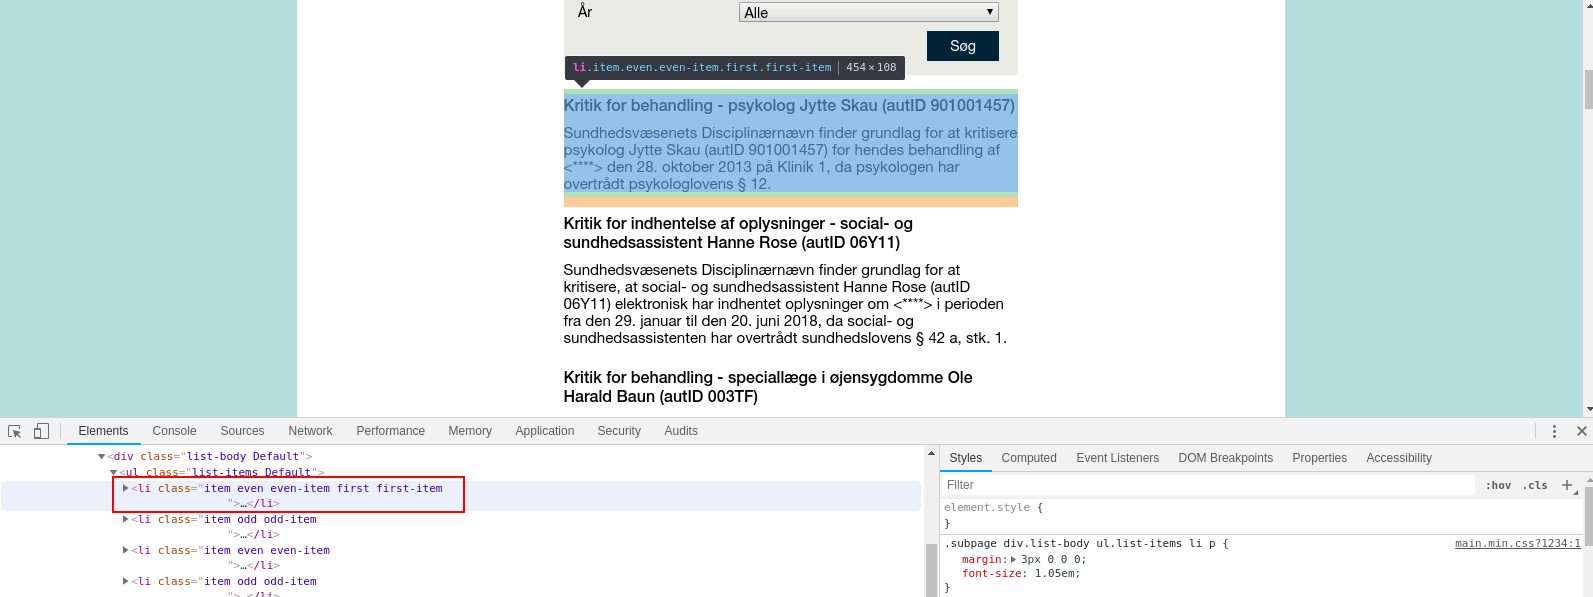 År
Alle
Søg
li.item.even.even-item.first.first-item 454 × 108
Kritik for behandling - psykolog Jytte Skau (autID 901001457)
Sundhedsvæsenets Disciplinærnævn finder grundlag for at kritisere
psykolog Jytte Skau (autID 901001457) for hendes behandling af
<****> den 28. oktober 2013 på Klinik 1, da psykologen har
overtrådt psykologlovens § 12.
Kritik for indhentelse af oplysninger - social- og
sundhedsassistent Hanne Rose (autID 06Y11)
Sundhedsvæsenets Disciplinærnævn finder grundlag for at
kritisere, at social- og sundhedsassistent Hanne Rose (autID
06Y11) elektronisk har indhentet oplysninger om <****> i perioden
fra den 29. januar til den 20. juni 2018, da social- og
sundhedsassistenten har overtrådt sundhedslovens § 42 a, stk. 1.
Kritik for behandling - speciallæge i øjensygdomme Ole
Harald Baun (autID 003TF)
Elements Console Sources Network Performance Memory Application Security Audits
<div class="list-body Default">
<ul class="list-items Default">
<li class="item even even-item first first-item
">…</li>
<li class="item odd odd-item
">…</li>
<li class="item even even-item
">…</li>
<li class="item odd odd-item
">…</li>
Styles Computed Event Listeners DOM Breakpoints Properties Accessibility
Filter :hov .cls +
element.style {
}
.subpage div.list-body ul.list-items li p { main.min.css?1234:1
margin: 3px 0 0 0;
font-size: 1.05em;
}